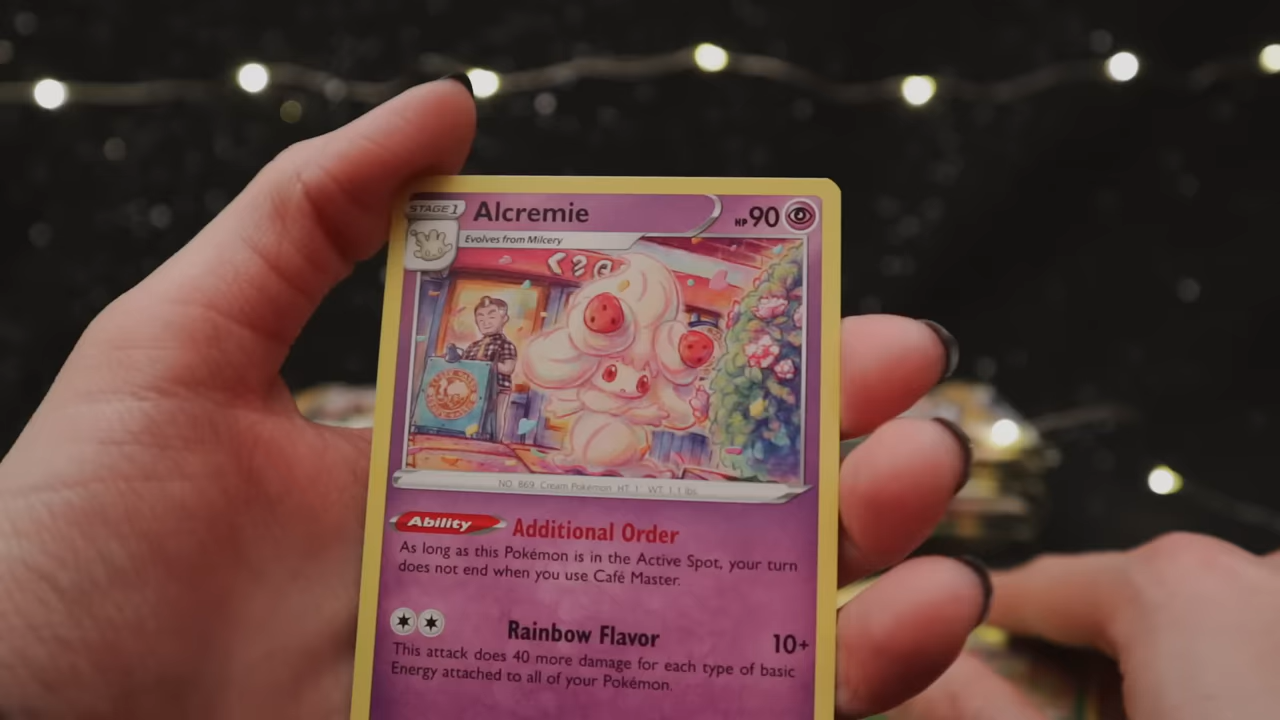 STAGE 1
Alcremie
HP 90
Evolves from Milcery
NO. 869 Cream Pokémon HT. 1' WT. 1.1 lbs.
Ability Additional Order
As long as this Pokémon is in the Active Spot, your turn
does not end when you use Café Master.
Rainbow Flavor 10+
This attack does 40 more damage for each type of basic
Energy attached to all of your Pokémon.